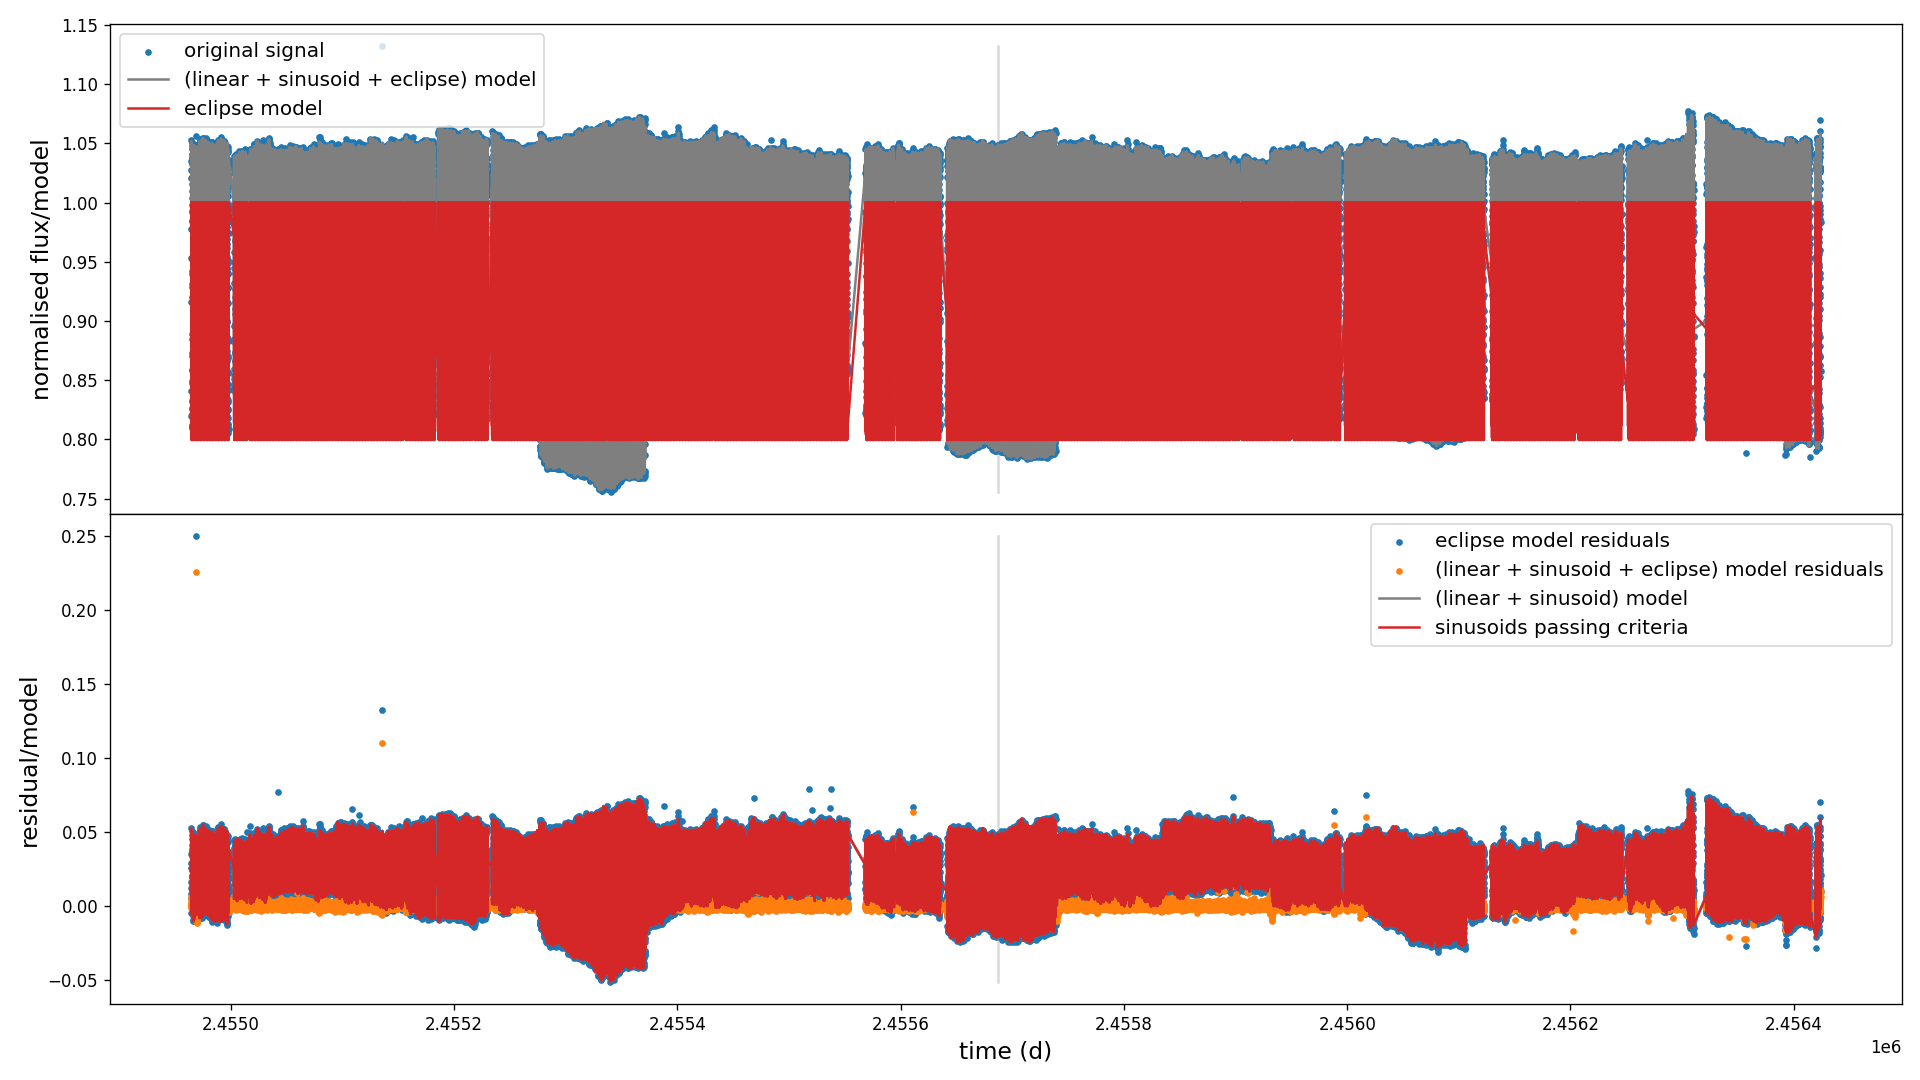 normalised flux/model
1.15
1.10
1.05
1.00
0.95
0.90
0.85
0.80
0.75
original signal
(linear + sinusoid + eclipse) model
eclipse model
residual/model
0.25
0.20
0.15
0.10
0.05
0.00
−0.05
eclipse model residuals
(linear + sinusoid + eclipse) model residuals
(linear + sinusoid) model
sinusoids passing criteria
2.4550 2.4552 2.4554 2.4556 2.4558 2.4560 2.4562 2.4564
1e6
time (d)